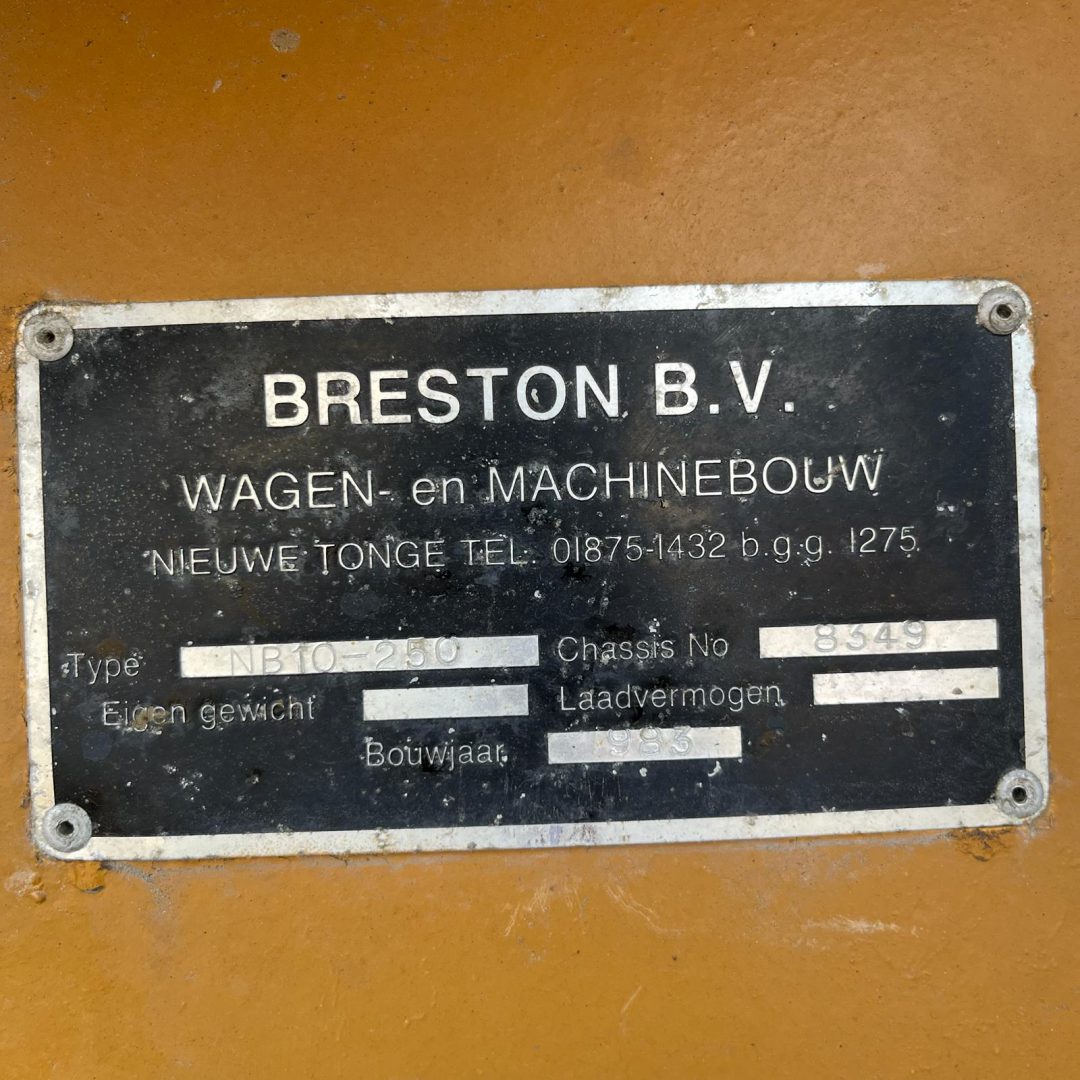 BRESTON B.V.
WAGEN- en MACHINEBOUW
NIEUWE TONGE TEL. 01875-1432 b.g.g. 1275
Type NB10-250 Chassis No 8349
Eigen gewicht Laadvermogen
Bouwjaar 1983